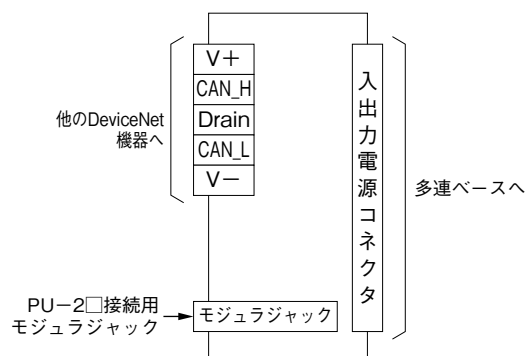 他のDeviceNet
機器へ
V+
CAN_H
Drain
CAN_L
V−
入出力電源コネクタ
多連ベースへ
PU−2□接続用
モジュラジャック
モジュラジャック